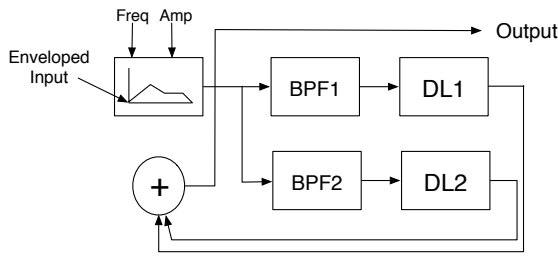 Freq Amp
Output
Enveloped
Input
BPF1
DL1
+
BPF2
DL2